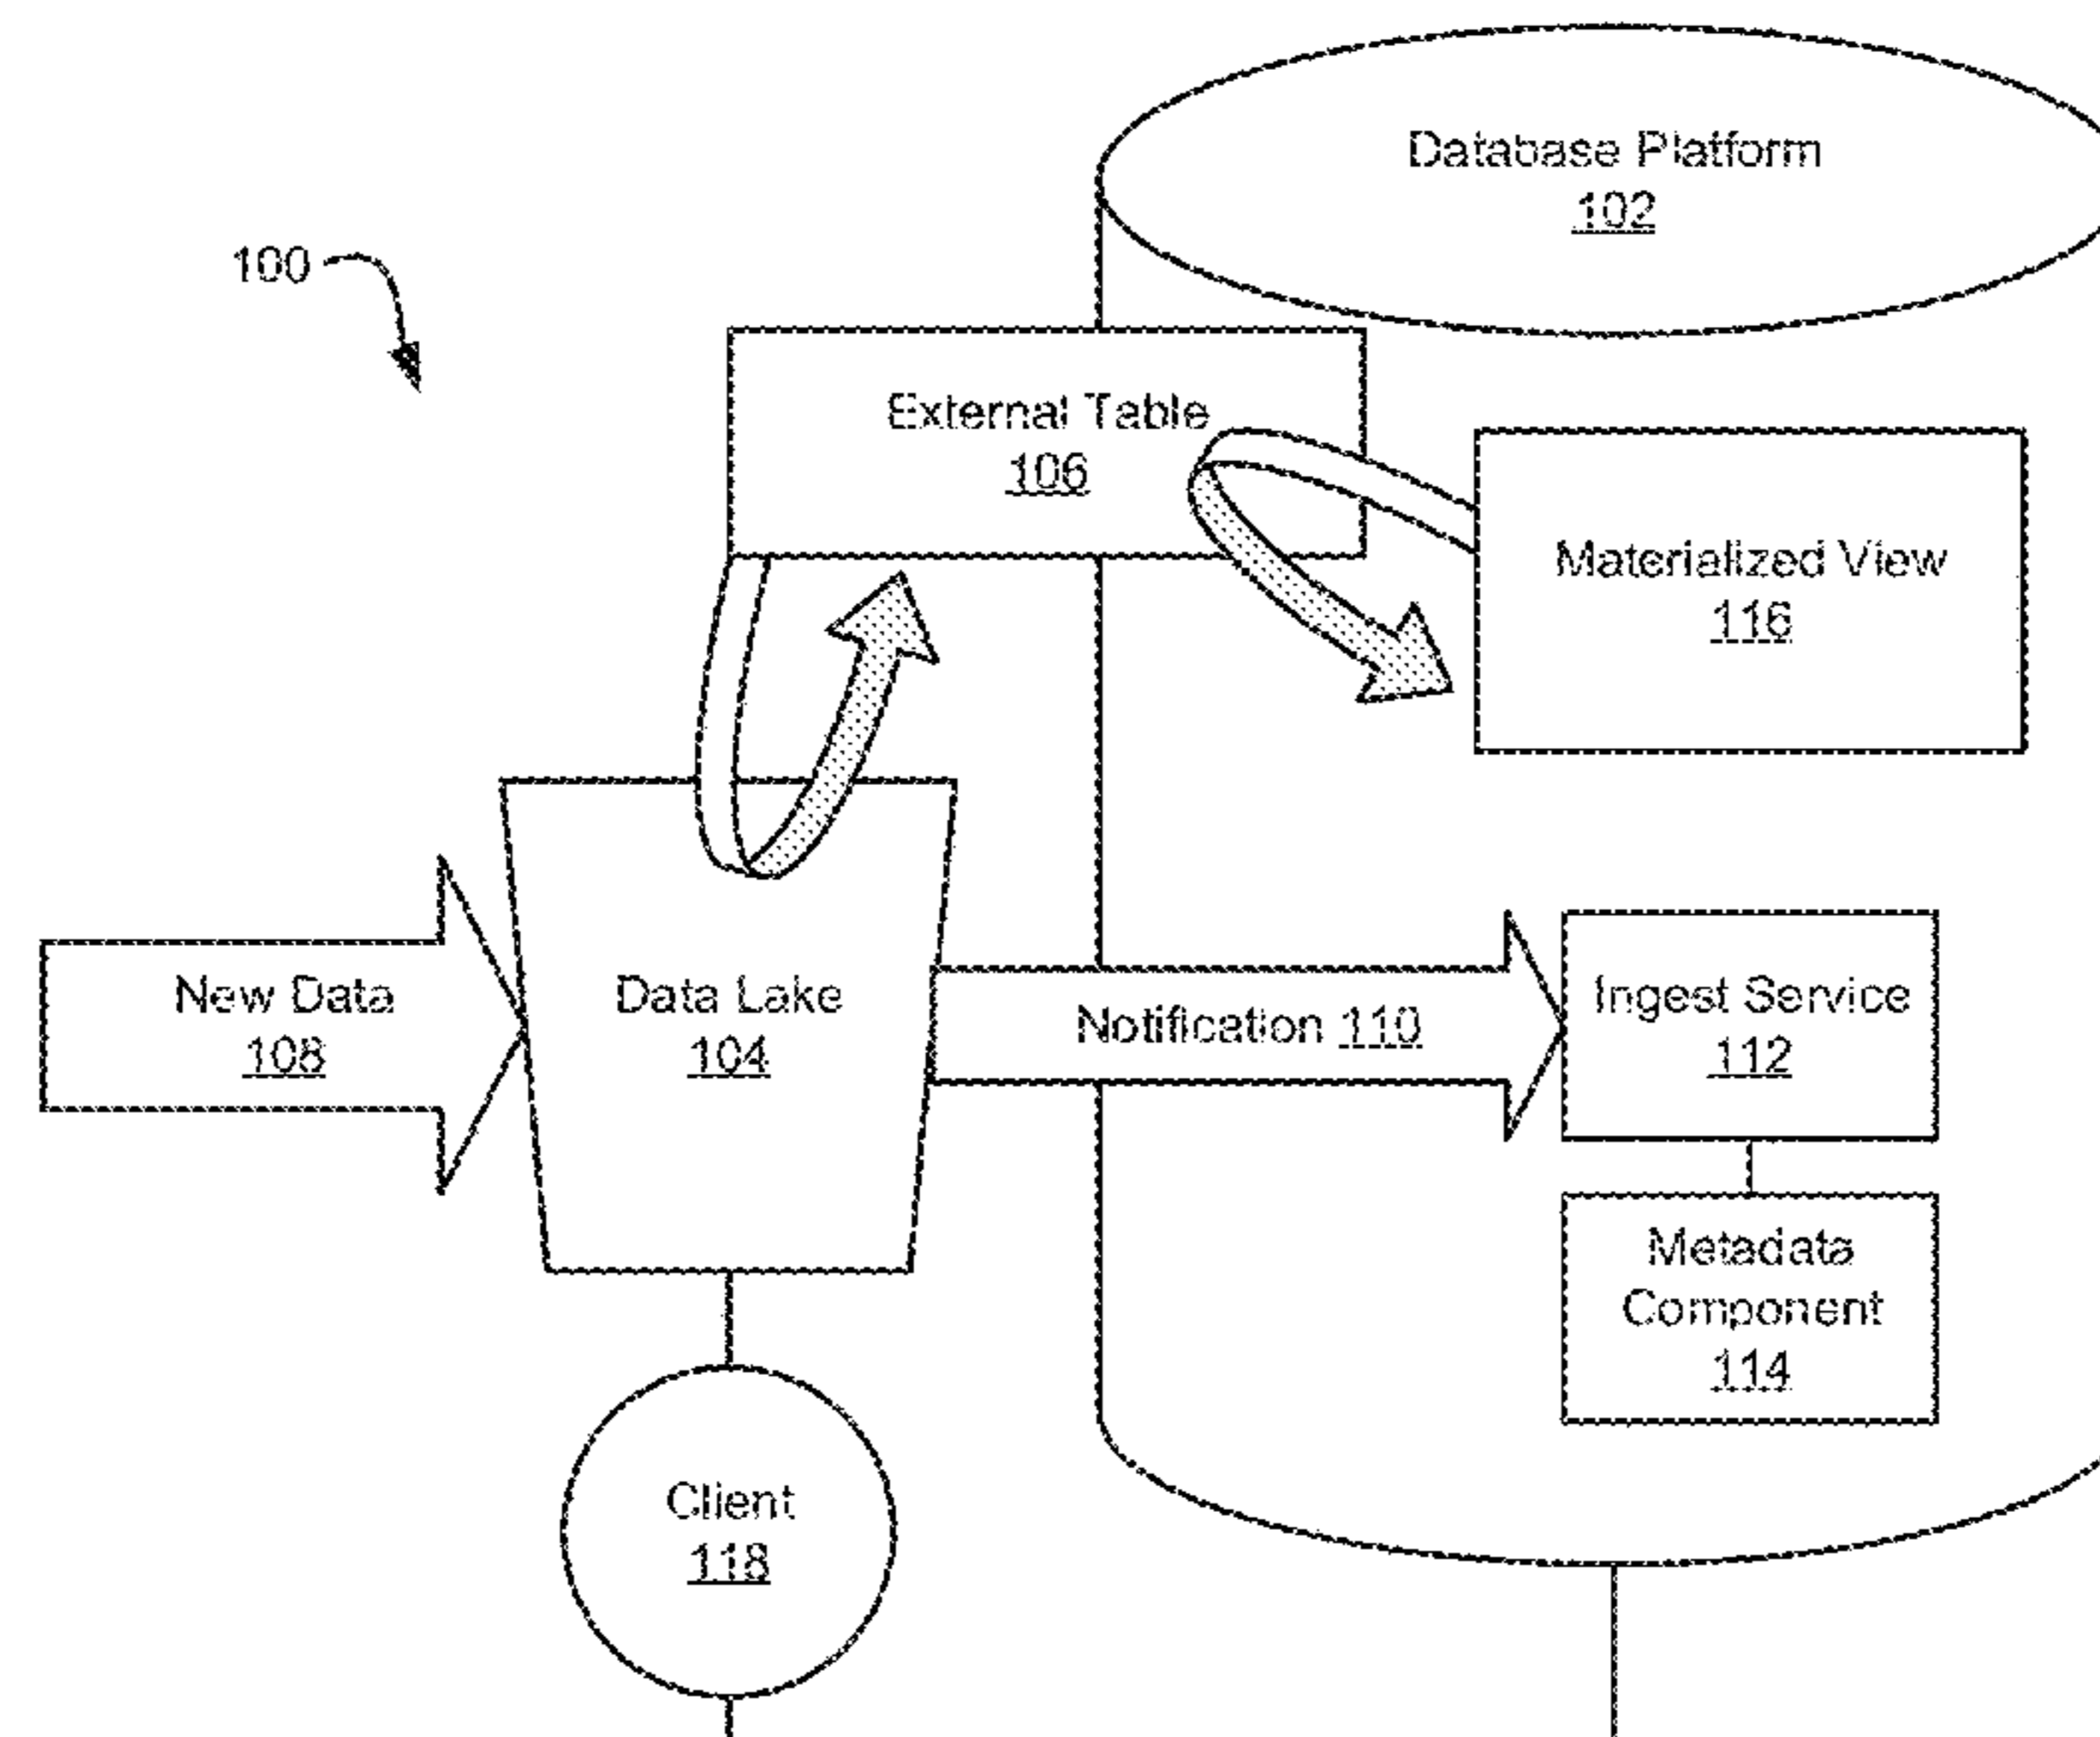 Database Platform
102
100
External Table
106
Materialized View
116
New Data
108
Data Lake
104
Notification 110
Ingest Service
112
Metadata
Component
114
Client
118